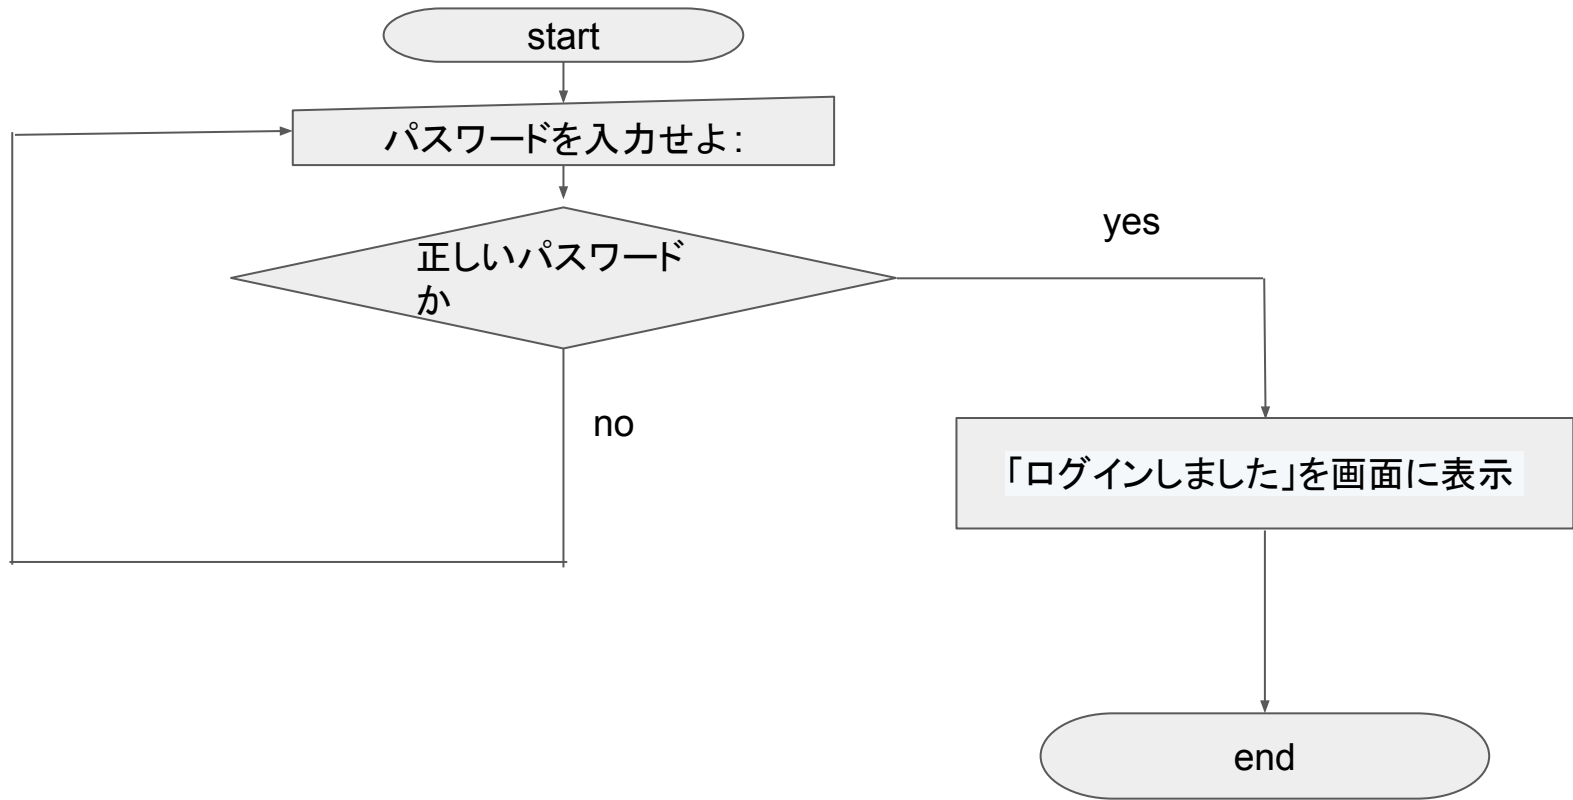 start
パスワードを入力せよ：
正しいパスワード
か
yes
no
「ログインしました」を画面に表示
end